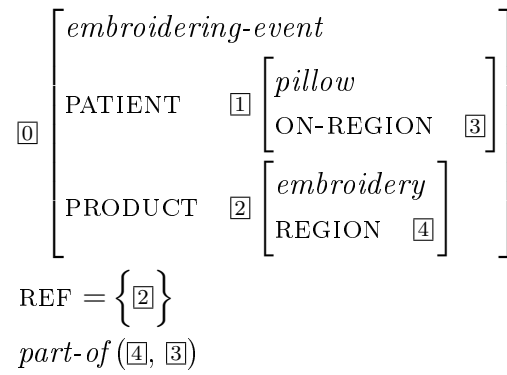 embroidering-event
PATIENT 1 pillow
ON-REGION 3
0
PRODUCT 2 embroidery
REGION 4
REF = {2}
part-of (4, 3)